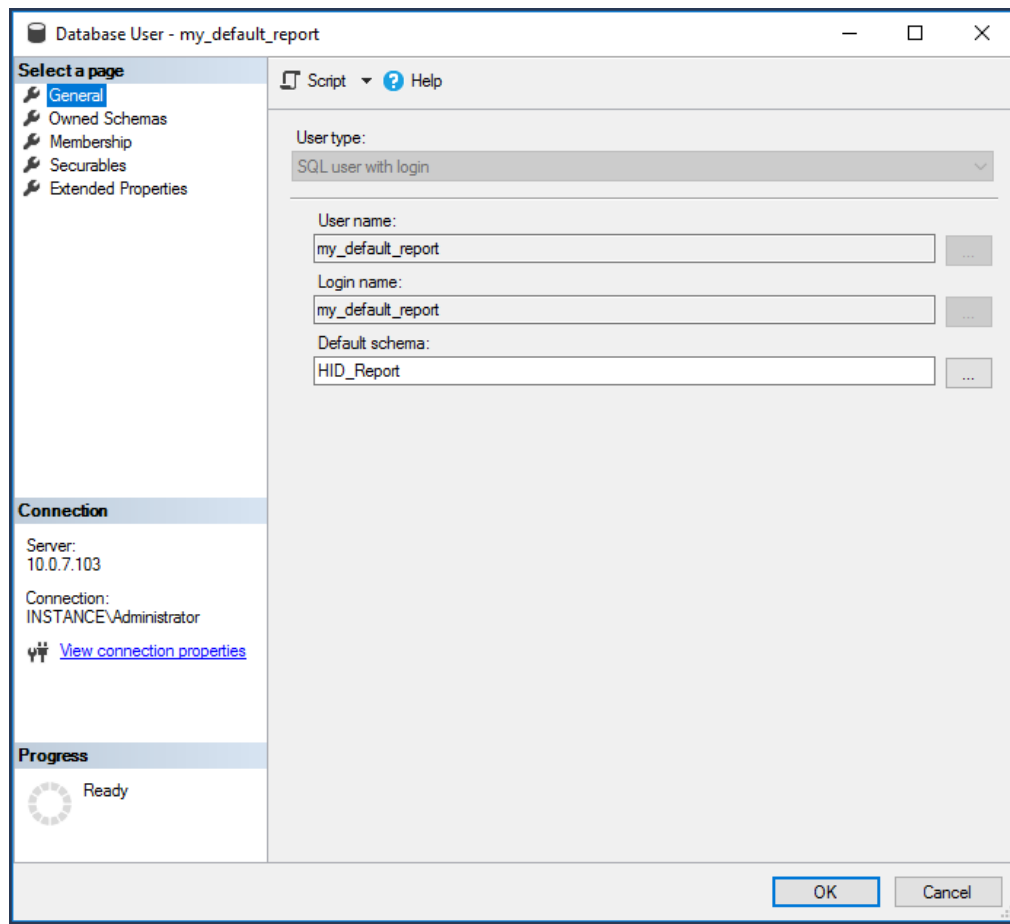 Database User - my_default_report
Select a page
General
Owned Schemas
Membership
Securables
Extended Properties
Script
Help
User type:
SQL user with login
User name:
my_default_report
...
Login name:
my_default_report
...
Default schema:
HID_Report
...
Connection
Server:
10.0.7.103
Connection:
INSTANCE\Administrator
View connection properties
Progress
Ready
OK
Cancel